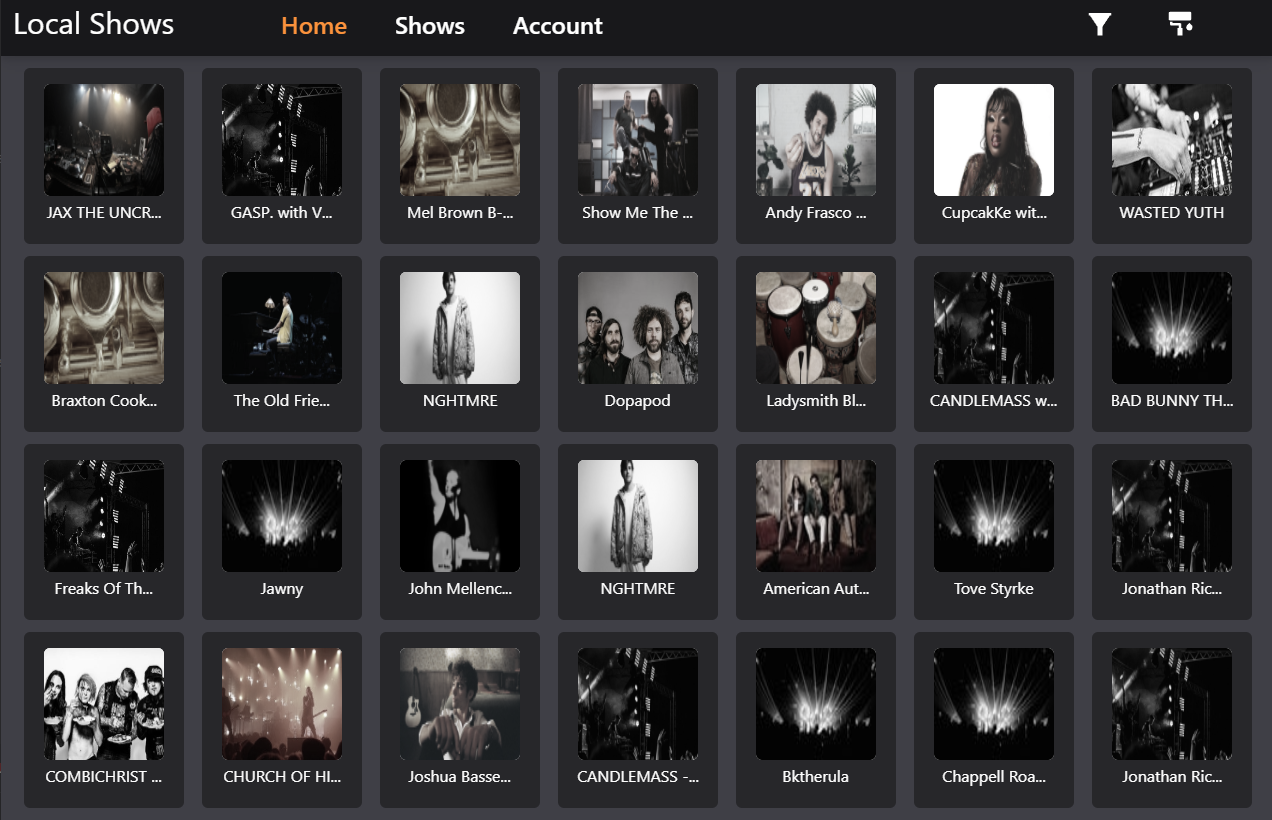 Local Shows
Home
Shows
Account
JAX THE UNCR...
GASP. with V...
Mel Brown B-...
Show Me The ...
Andy Frasco ...
CupcakKe wit...
WASTED YUTH
Braxton Cook...
The Old Frie...
NGHTMRE
Dopapod
Ladysmith Bl...
CANDLEMASS w...
BAD BUNNY TH...
Freaks Of Th...
Jawny
John Mellenc...
NGHTMRE
American Aut...
Tove Styrke
Jonathan Ric...
COMBICHRIST ...
CHURCH OF HI...
Joshua Basse...
CANDLEMASS -...
Bktherula
Chappell Roa...
Jonathan Ric...